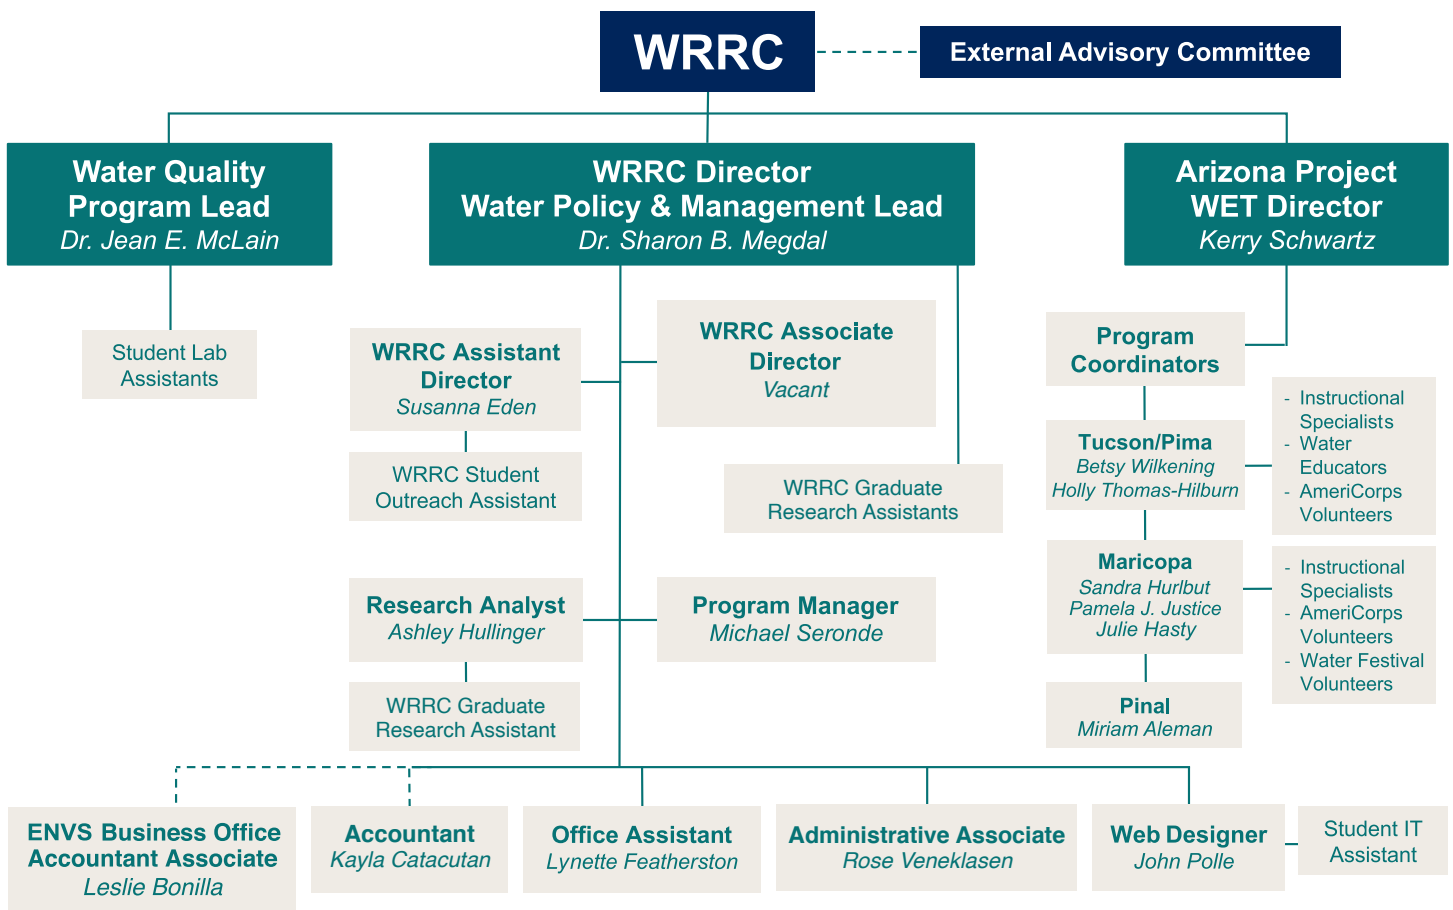 WRRC
External Advisory Committee
Water Quality
Program Lead
Dr. Jean E. McLain
WRRC Director
Water Policy & Management Lead
Dr. Sharon B. Megdal
Arizona Project
WET Director
Kerry Schwartz
Student Lab
Assistants
WRRC Assistant
Director
Susanna Eden
WRRC Associate
Director
Vacant
Program
Coordinators
WRRC Student
Outreach Assistant
WRRC Graduate
Research Assistants
Tucson/Pima
Betsy Wilkening
Holly Thomas-Hilburn
- Instructional
Specialists
- Water
Educators
- AmeriCorps
Volunteers
Research Analyst
Ashley Hullinger
Program Manager
Michael Seronde
Maricopa
Sandra Hurlbut
Pamela J. Justice
Julie Hasty
- Instructional
Specialists
- AmeriCorps
Volunteers
- Water Festival
Volunteers
WRRC Graduate
Research Assistant
Pinal
Miriam Aleman
ENVS Business Office
Accountant Associate
Leslie Bonilla
Accountant
Kayla Catacutan
Office Assistant
Lynette Featherston
Administrative Associate
Rose Veneklasen
Web Designer
John Polle
Student IT
Assistant